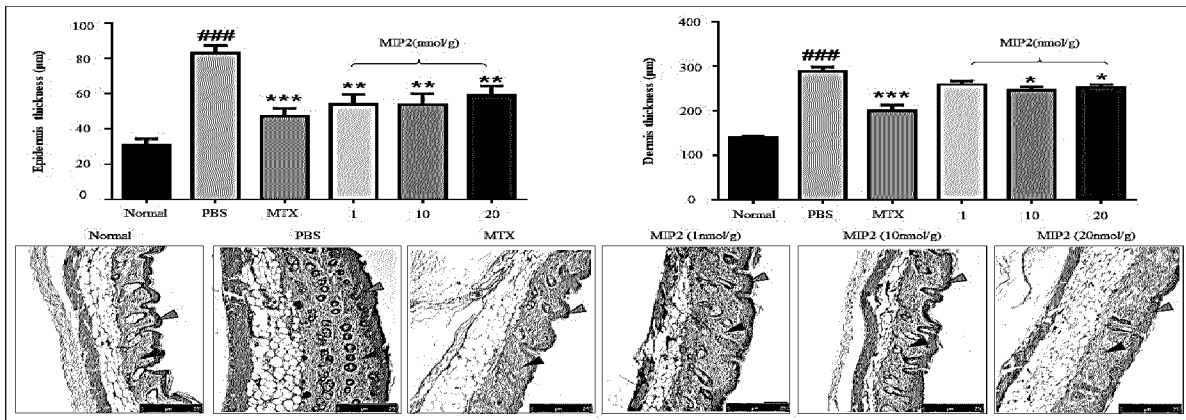 100
80
60
40
20
0
Epidermis thickness (μm)
###
***
**
**
**
MIP2(nmol/g)
Normal PBS MTX 1 10 20
400
300
200
100
0
Dermis thickness (μm)
###
***
*
*
MIP2(nmol/g)
Normal PBS MTX 1 10 20
Normal PBS MTX MIP2 (1nmol/g) MIP2 (10nmol/g) MIP2 (20nmol/g)